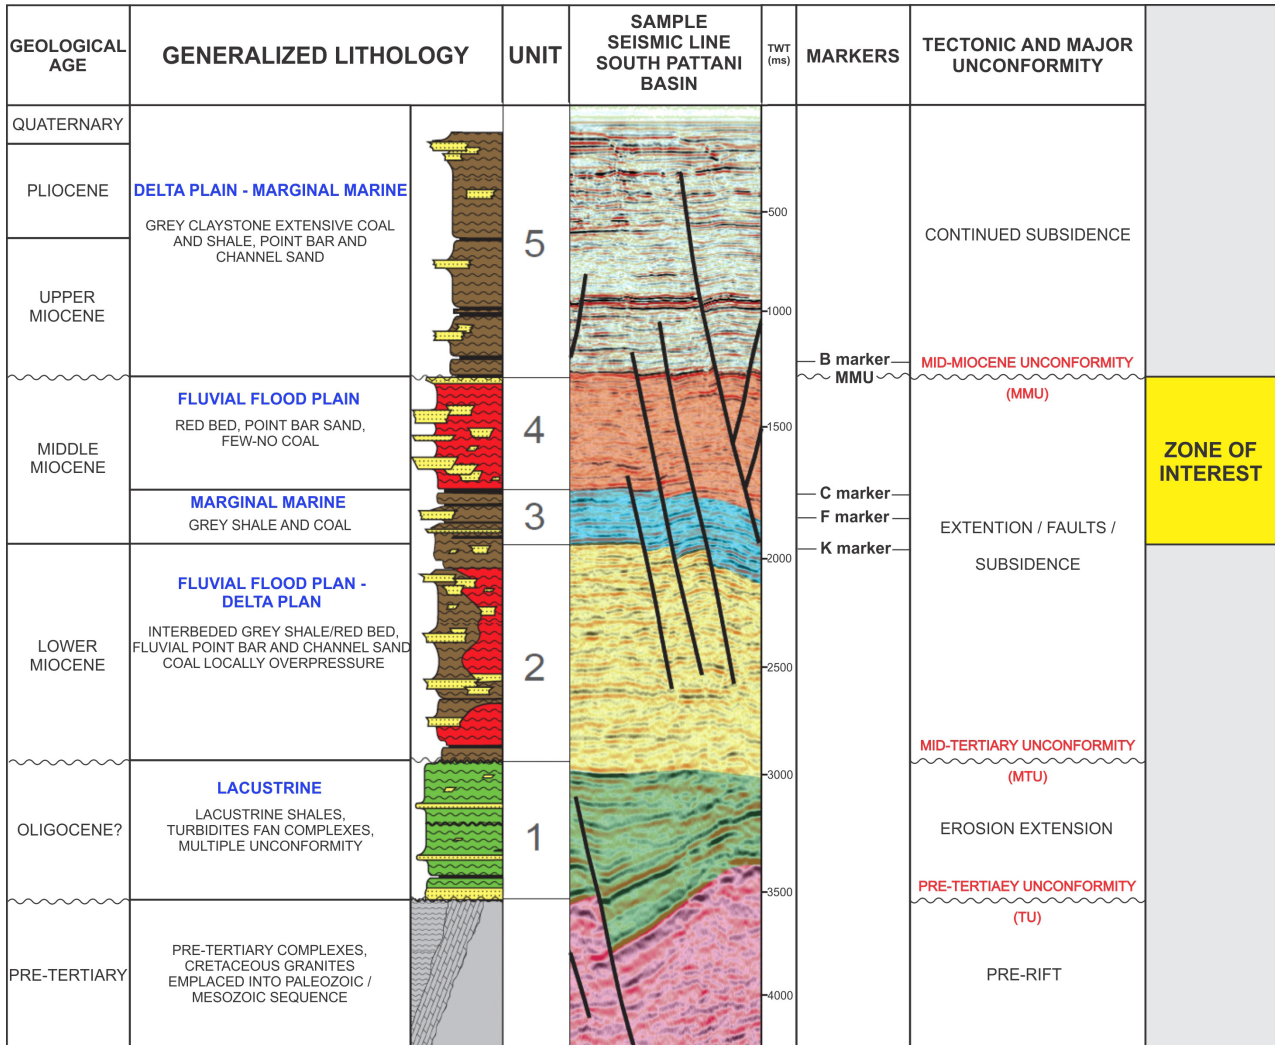 GEOLOGICAL
AGE
GENERALIZED LITHOLOGY
UNIT
SAMPLE
SEISMIC LINE
SOUTH PATTANI
BASIN
TWT
(ms)
MARKERS
TECTONIC AND MAJOR
UNCONFORMITY
QUATERNARY
PLIOCENE
UPPER
MIOCENE
MIDDLE
MIOCENE
LOWER
MIOCENE
OLIGOCENE?
PRE-TERTIARY
DELTA PLAIN - MARGINAL MARINE
GREY CLAYSTONE EXTENSIVE COAL
AND SHALE, POINT BAR AND
CHANNEL SAND
FLUVIAL FLOOD PLAIN
RED BED, POINT BAR SAND,
FEW-NO COAL
MARGINAL MARINE
GREY SHALE AND COAL
FLUVIAL FLOOD PLAN -
DELTA PLAN
INTERBEDED GREY SHALE/RED BED,
FLUVIAL POINT BAR AND CHANNEL SAND
COAL LOCALLY OVERPRESSURE
LACUSTRINE
LACUSTRINE SHALES,
TURBIDITES FAN COMPLEXES,
MULTIPLE UNCONFORMITY
PRE-TERTIARY COMPLEXES,
CRETACEOUS GRANITES
EMPLACED INTO PALEOZOIC /
MESOZOIC SEQUENCE
5
4
3
2
1
500
1000
1500
2000
2500
3000
3500
4000
B marker
MMU
C marker
F marker
K marker
CONTINUED SUBSIDENCE
MID-MIOCENE UNCONFORMITY
(MMU)
EXTENTION / FAULTS /
SUBSIDENCE
MID-TERTIARY UNCONFORMITY
(MTU)
EROSION EXTENSION
PRE-TERTIAEY UNCONFORMITY
(TU)
PRE-RIFT
ZONE OF
INTEREST